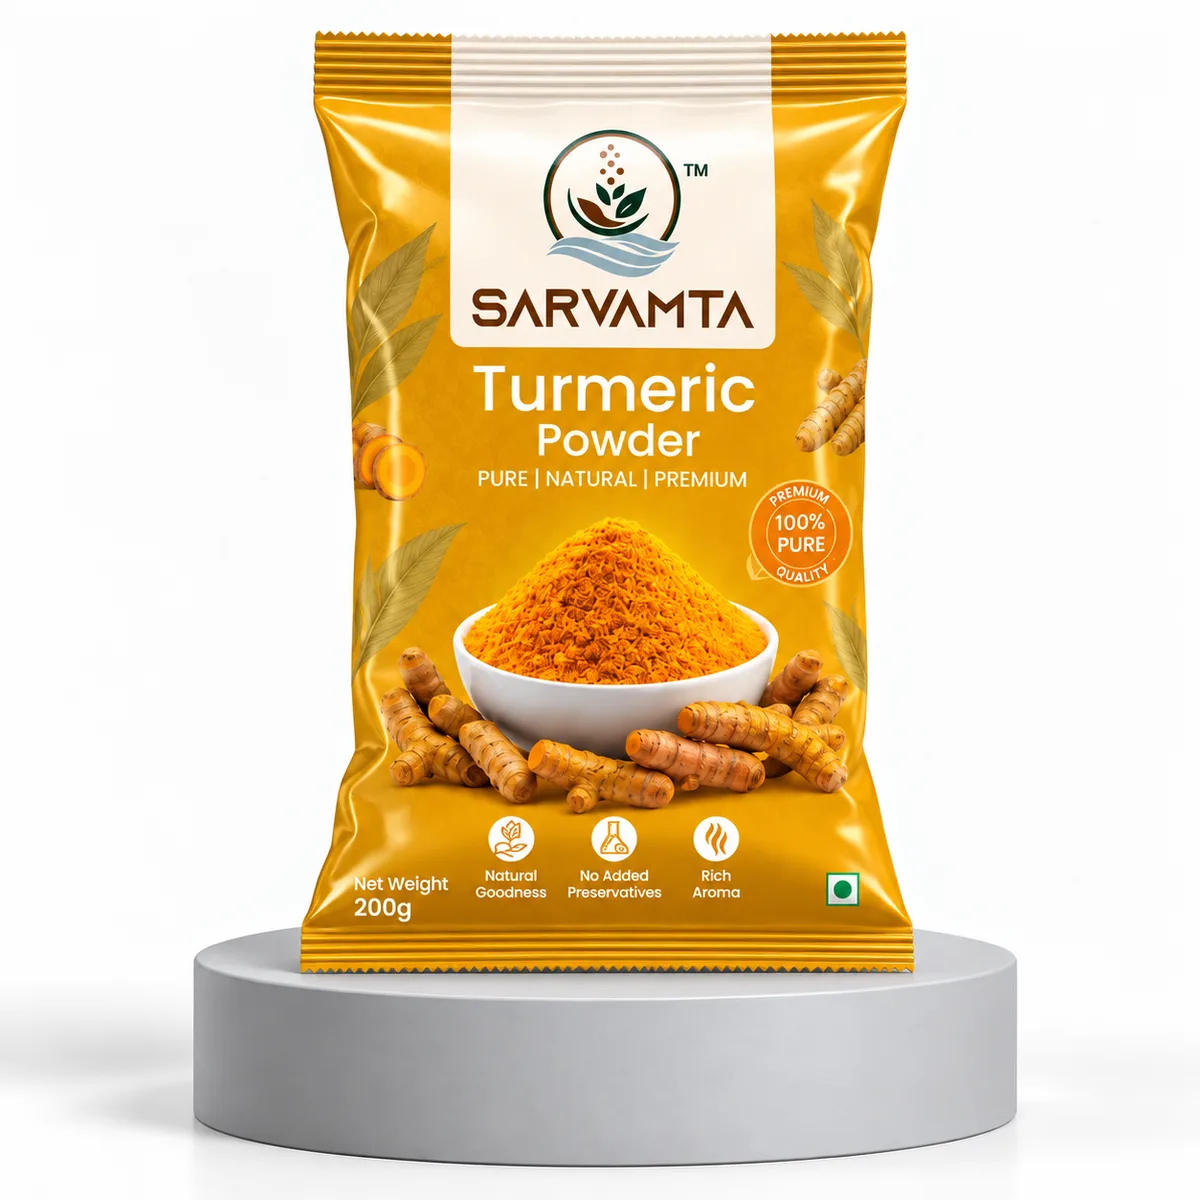 TM
SARVAMTA
Turmeric
Powder
PURE | NATURAL | PREMIUM
PREMIUM
100%
PURE
QUALITY
Natural
Goodness
No Added
Preservatives
Rich
Aroma
Net Weight
200g